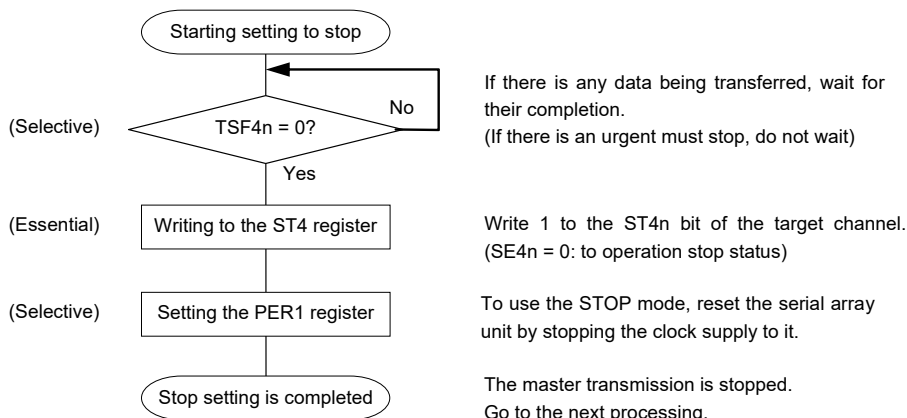 Starting setting to stop
If there is any data being transferred, wait for
their completion.
(If there is an urgent must stop, do not wait)
(Selective)
TSF4n = 0?
No
Yes
(Essential)
Writing to the ST4 register
Write 1 to the ST4n bit of the target channel.
(SE4n = 0: to operation stop status)
(Selective)
Setting the PER1 register
To use the STOP mode, reset the serial array
unit by stopping the clock supply to it.
Stop setting is completed
The master transmission is stopped.
Go to the next processing.